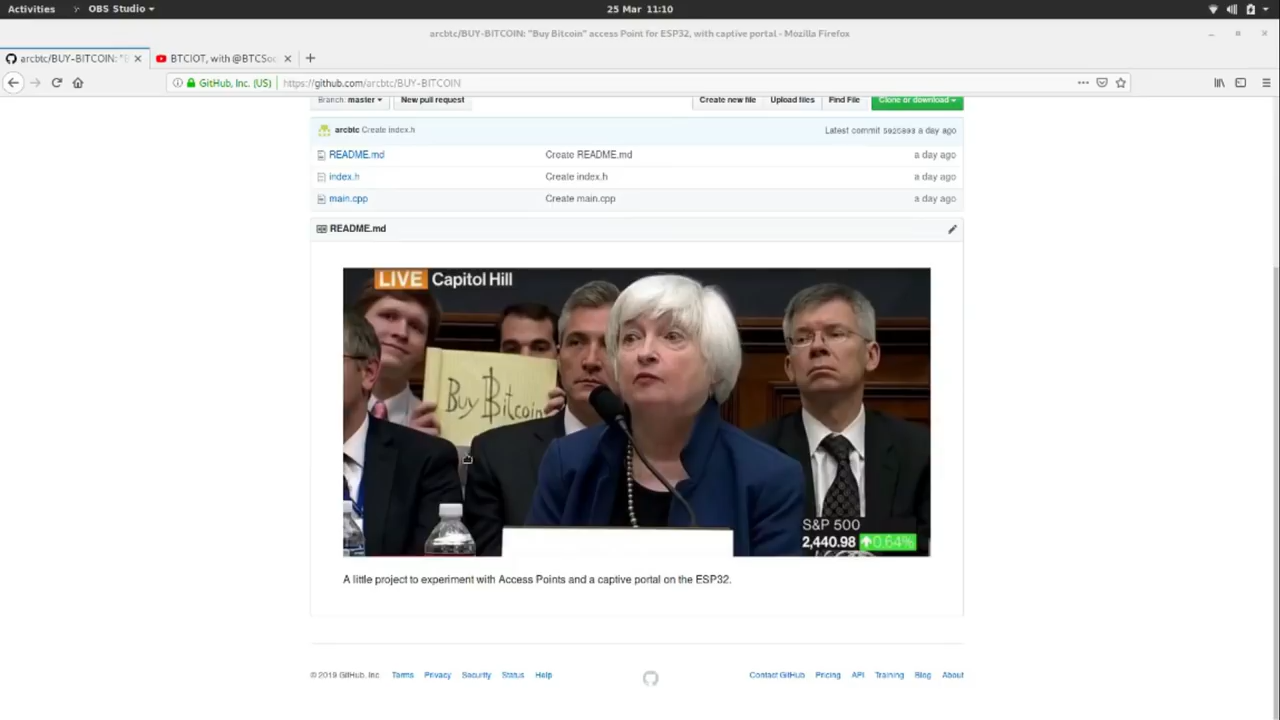 Activities
OBS Studio
25 Mar 11:10
arcbtc/BUY-BITCOIN: "Buy Bitcoin" access Point for ESP32, with captive portal - Mozilla Firefox
arcbtc/BUY-BITCOIN: "B
BTCIOT, with @BTCSoc
GitHub, Inc. (US)
https://github.com/arcbtc/BUY-BITCOIN
Branch: master
New pull request
Create new file
Upload files
Find File
Clone or download
arcbtc Create index.h
Latest commit a day ago
README.md Create README.md a day ago
index.h Create index.h a day ago
main.cpp Create main.cpp a day ago
README.md
LIVE Capitol Hill
Buy Bitcoin
S&P 500
2,440.98 0.64%
A little project to experiment with Access Points and a captive portal on the ESP32.
© 2019 GitHub, Inc. Terms Privacy Security Status Help Contact GitHub Pricing API Training Blog About